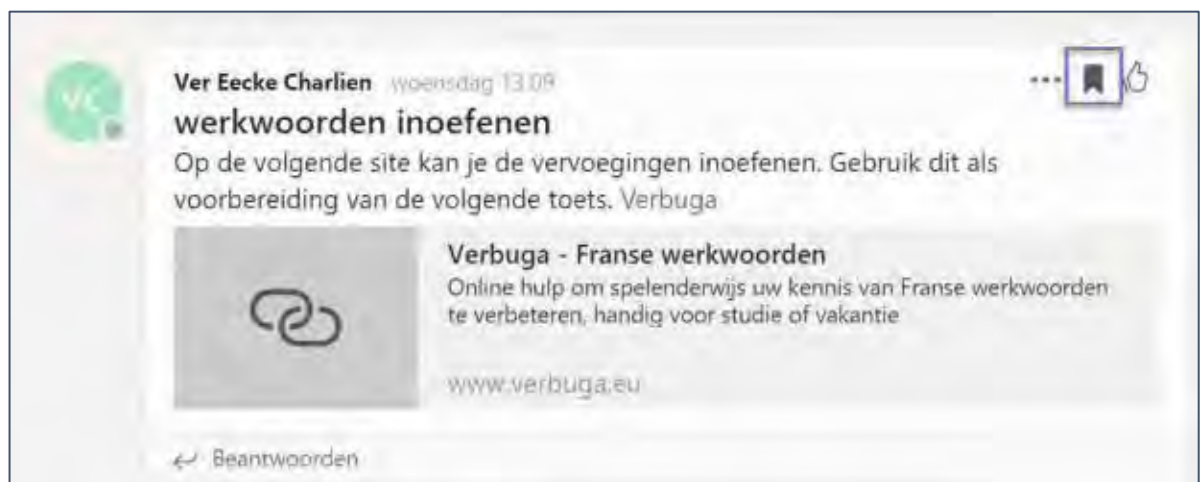 VC
Ver Eecke Charlien woensdag 13:09
werkwoorden inoefenen
Op de volgende site kan je de vervoegingen inoefenen. Gebruik dit als
voorbereiding van de volgende toets. Verbuga
Verbuga - Franse werkwoorden
Online hulp om spelenderwijs uw kennis van Franse werkwoorden
te verbeteren, handig voor studie of vakantie
www.verbuga.eu
Beantwoorden